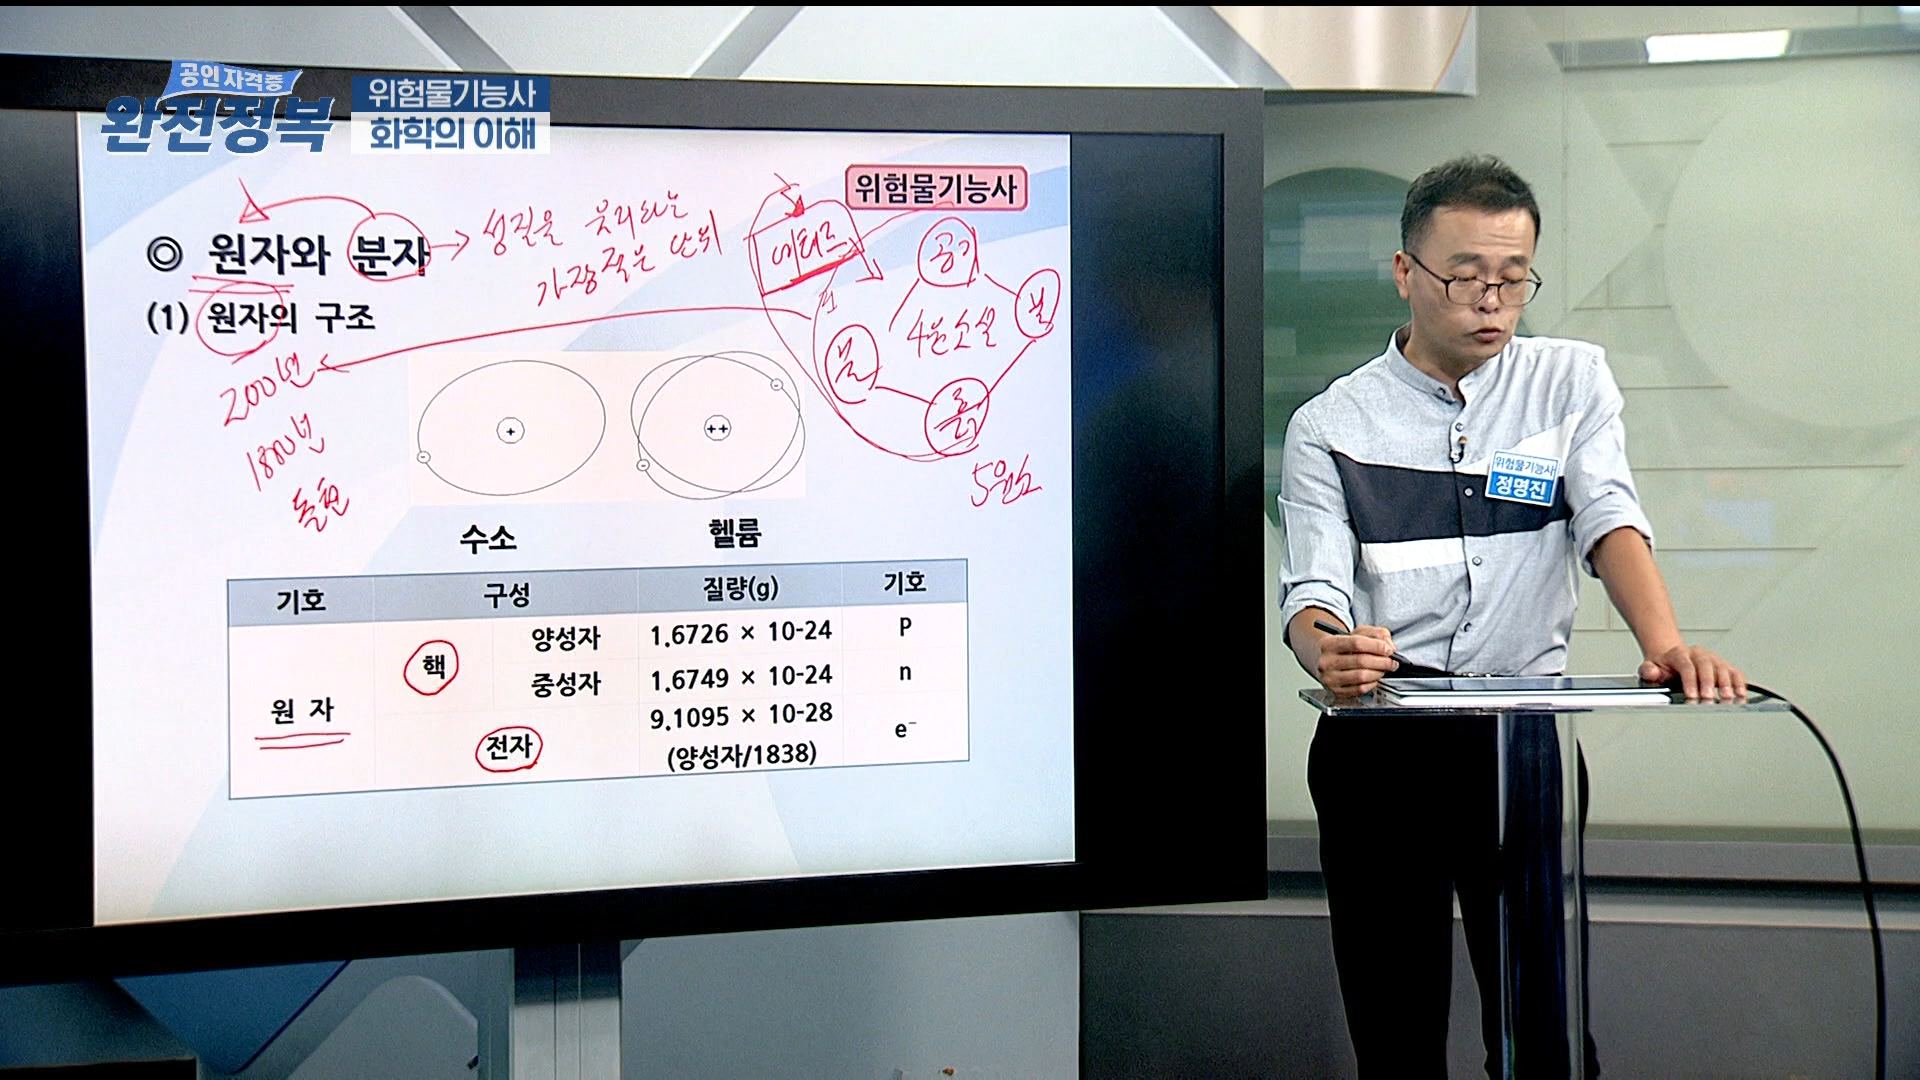 공인 자격증
완전정복
위험물기능사
화학의 이해
위험물기능사
◎ 원자와 분자
성질을 분리하는
가장 작은 단위
(1) 원자의 구조
200년
1800년
돌턴
에테르
공기
불
물
흙
4원소설
5원소
+
-
++
-
-
수소
헬륨
기호 구성 질량(g) 기호
원 자
핵
양성자 1.6726 × 10-24 P
중성자 1.6749 × 10-24 n
전자 9.1095 × 10-28 e⁻
(양성자/1838)
위험물기능사
정명진